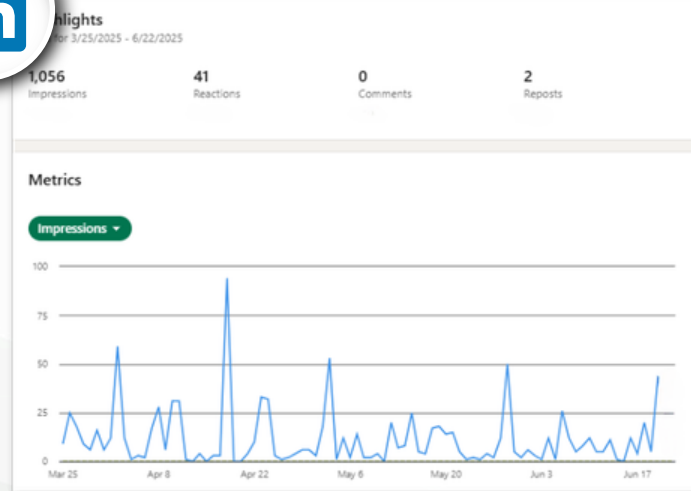 in
hlights
for 3/25/2025 - 6/22/2025
1,056 41 0 2
Impressions Reactions Comments Reposts
Metrics
Impressions
100
75
50
25
0
Mar 25 Apr 8 Apr 22 May 6 May 20 Jun 3 Jun 17